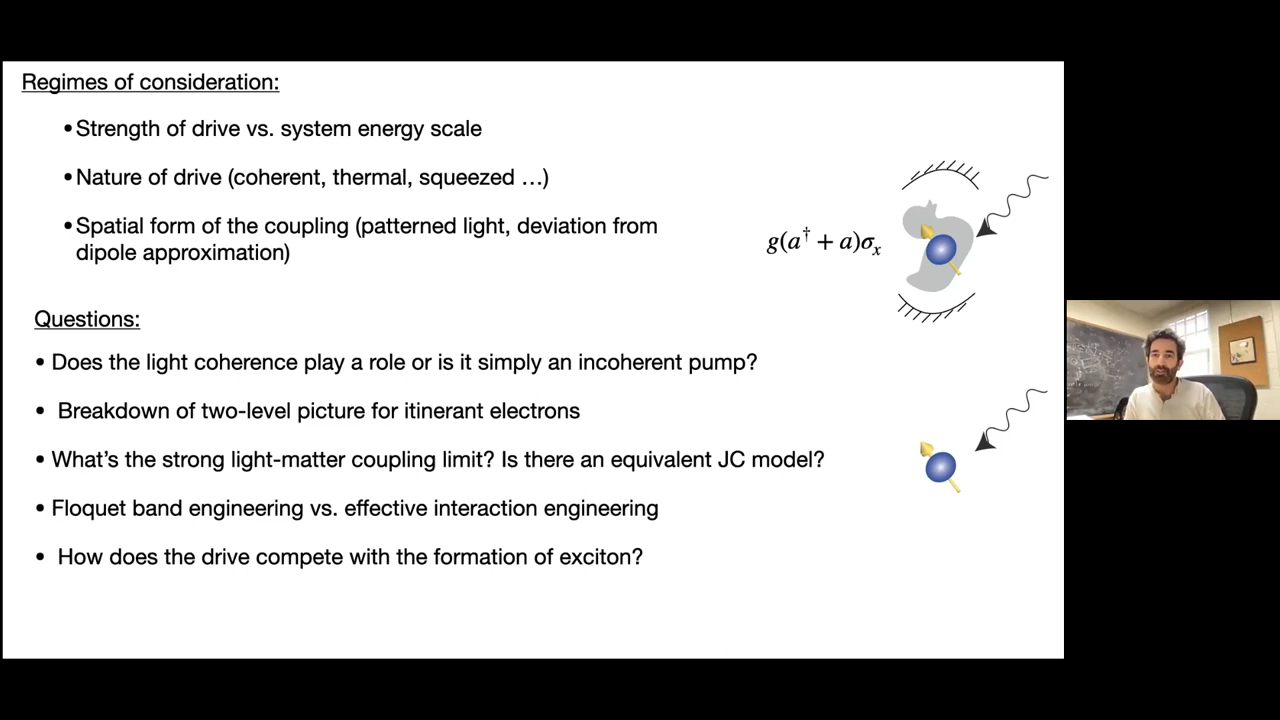 Regimes of consideration:
•Strength of drive vs. system energy scale
•Nature of drive (coherent, thermal, squeezed …)
•Spatial form of the coupling (patterned light, deviation from
dipole approximation)
g(a† + a)σₓ
Questions:
• Does the light coherence play a role or is it simply an incoherent pump?
• Breakdown of two-level picture for itinerant electrons
• What’s the strong light-matter coupling limit? Is there an equivalent JC model?
• Floquet band engineering vs. effective interaction engineering
• How does the drive compete with the formation of exciton?